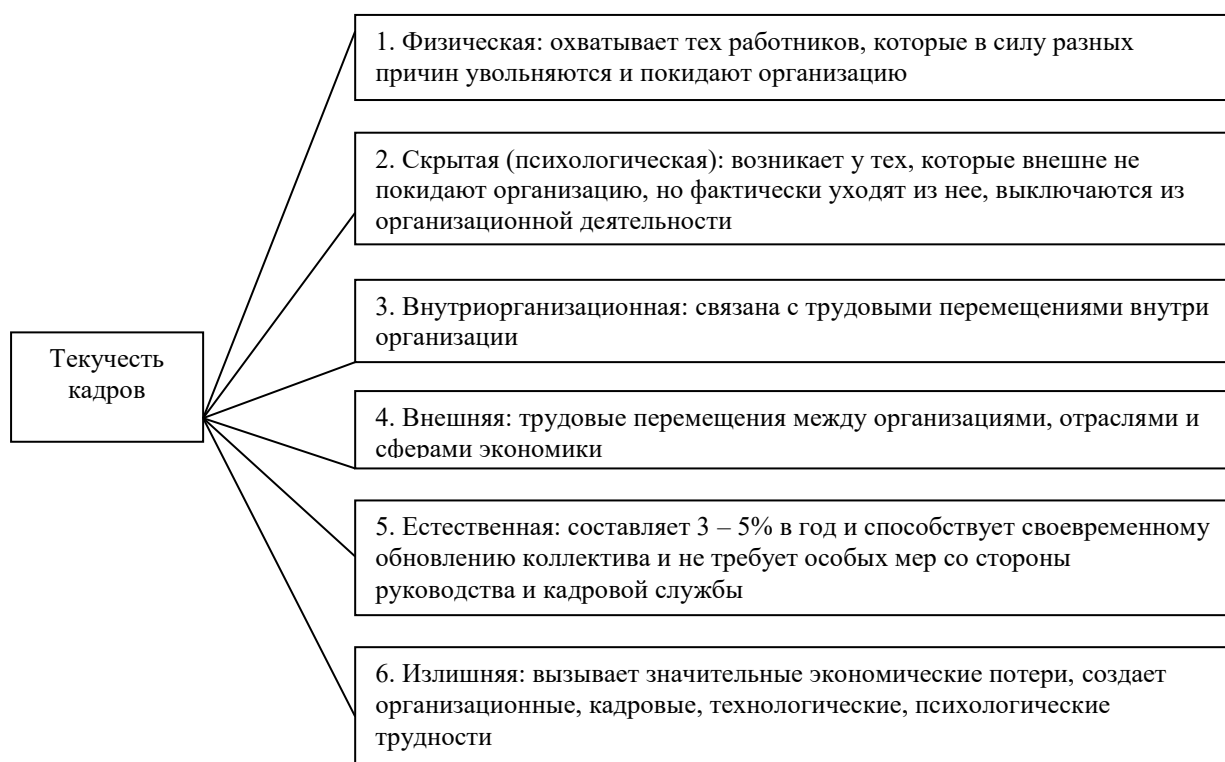 1. Физическая: охватывает тех работников, которые в силу разных
причин увольняются и покидают организацию
2. Скрытая (психологическая): возникает у тех, которые внешне не
покидают организацию, но фактически уходят из нее, выключаются из
организационной деятельности
3. Внутриорганизационная: связана с трудовыми перемещениями внутри
организации
Текучесть
кадров
4. Внешняя: трудовые перемещения между организациями, отраслями и
сферами экономики
5. Естественная: составляет 3 – 5% в год и способствует своевременному
обновлению коллектива и не требует особых мер со стороны
руководства и кадровой службы
6. Излишняя: вызывает значительные экономические потери, создает
организационные, кадровые, технологические, психологические
трудности